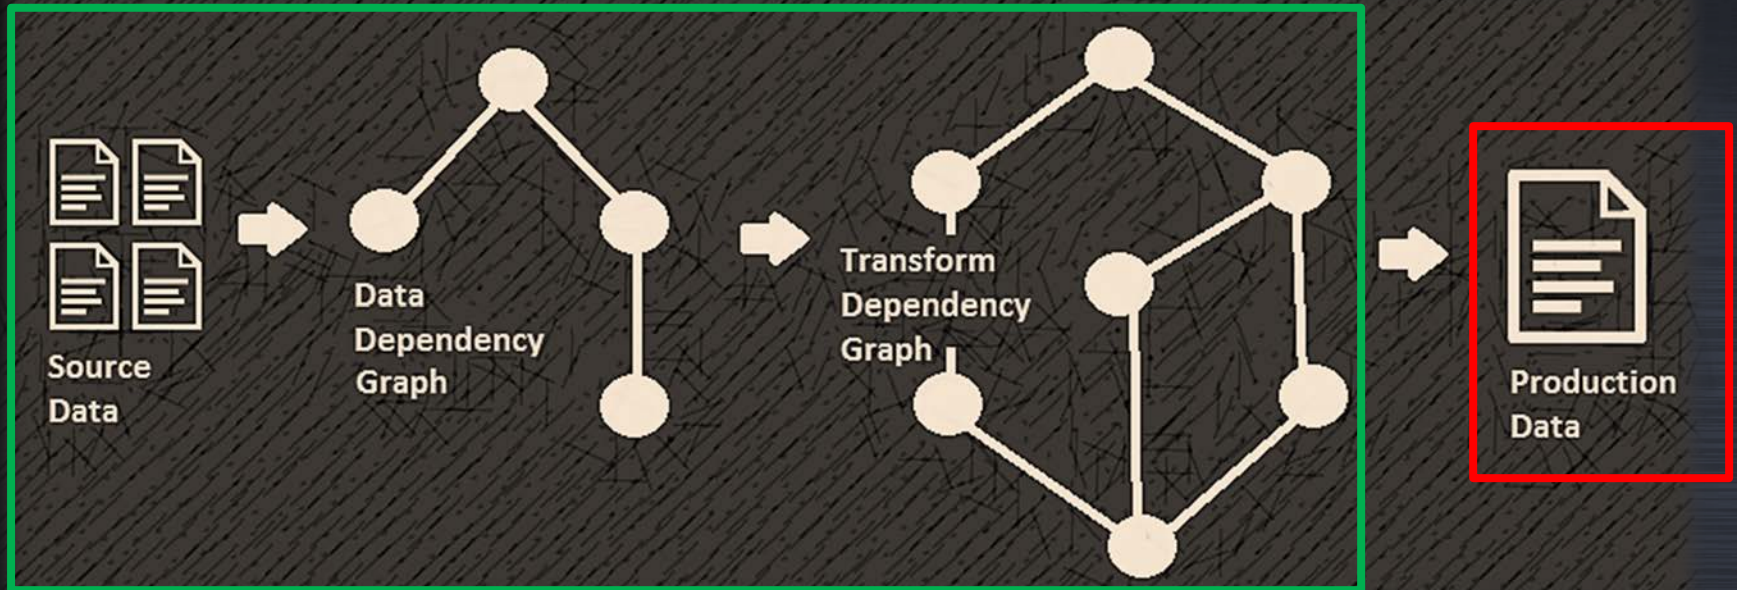 Source
Data
Data
Dependency
Graph
Transform
Dependency
Graph
Production
Data